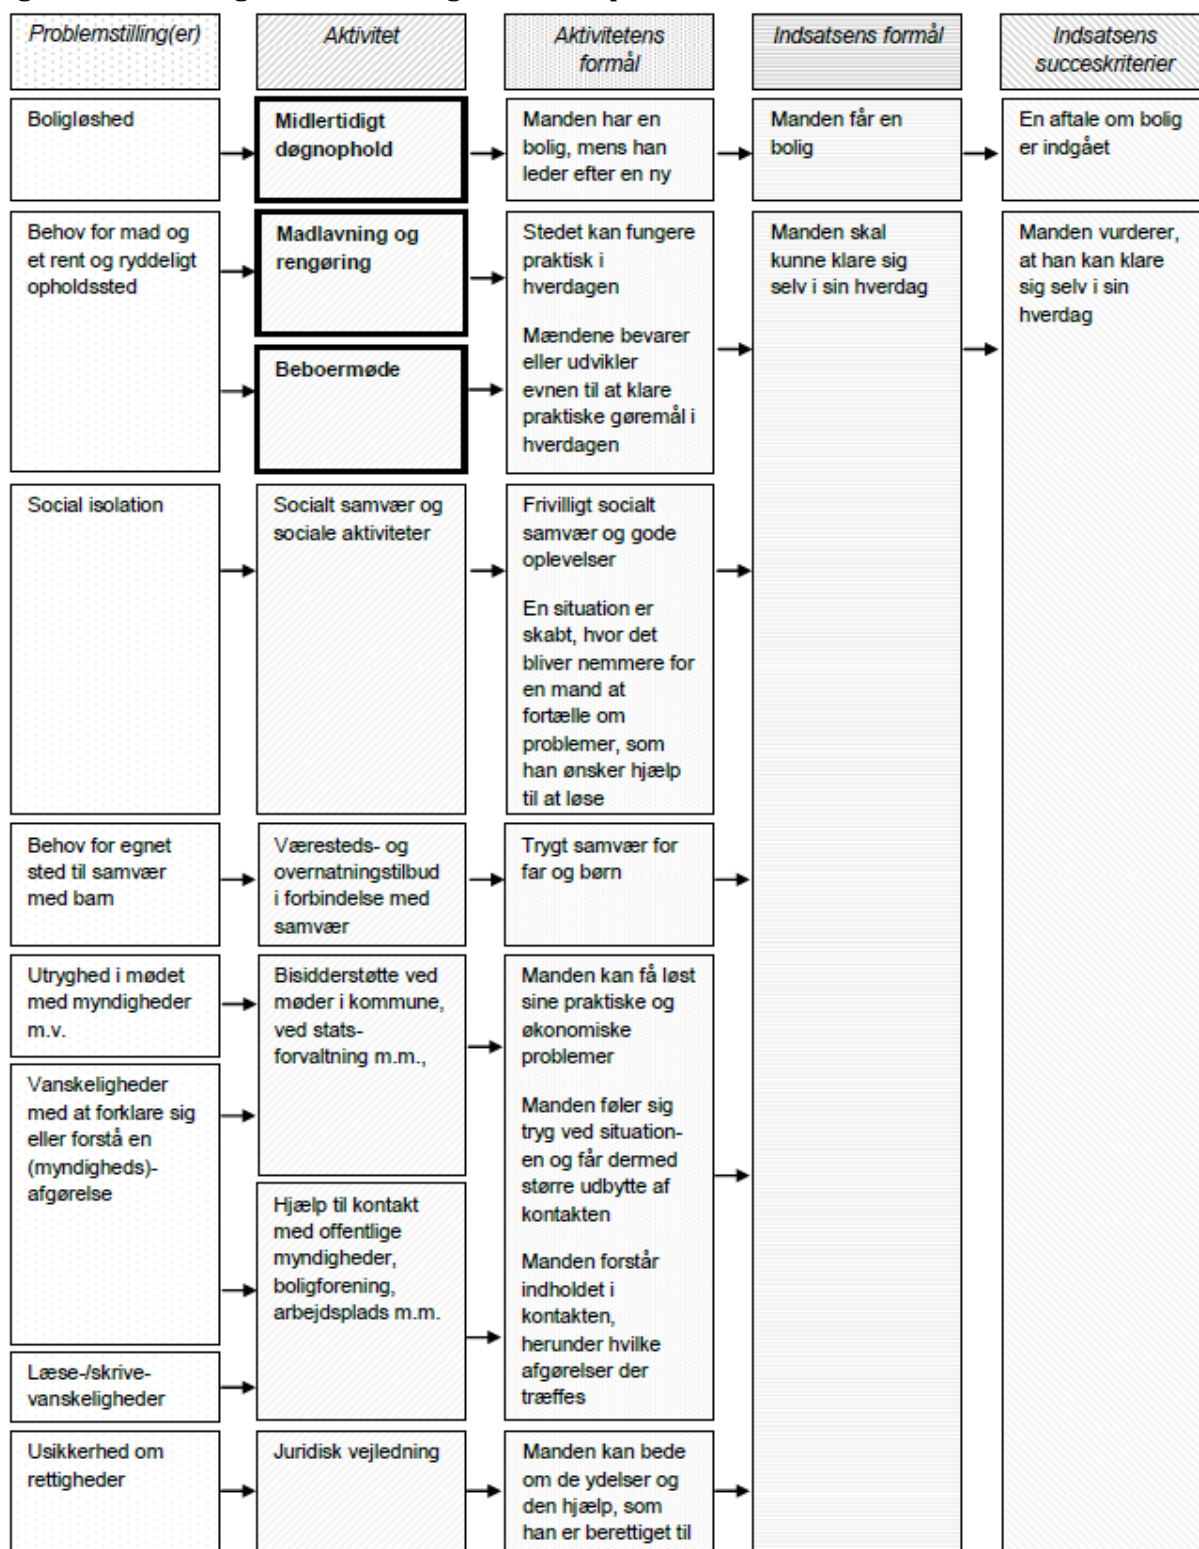 Problemstilling(er)
Aktivitet
Aktivitetens
formål
Indsatsens formål
Indsatsens
succeskriterier
Boligløshed
Midlertidigt
døgnophold
Manden har en
bolig, mens han
leder efter en ny
Manden får en
bolig
En aftale om bolig
er indgået
Behov for mad og
et rent og ryddeligt
opholdssted
Madlavning og
rengøring
Beboermøde
Stedet kan fungere
praktisk i
hverdagen
Mændene bevarer
eller udvikler
evnen til at klare
praktiske gøremål i
hverdagen
Manden skal
kunne klare sig
selv i sin hverdag
Manden vurderer,
at han kan klare
sig selv i sin
hverdag
Social isolation
Socialt samvær og
sociale aktiviteter
Frivilligt socialt
samvær og gode
oplevelser
En situation er
skabt, hvor det
bliver nemmere for
en mand at
fortælle om
problemer, som
han ønsker hjælp
til at løse
Behov for egnet
sted til samvær
med barn
Væresteds- og
overnatningstilbud
i forbindelse med
samvær
Trygt samvær for
far og børn
Utryghed i mødet
med myndigheder
m.v.
Vanskeligheder
med at forklare sig
eller forstå en
(myndigheds)-
afgørelse
Læse-/skrive-
vanskeligheder
Bisidderstøtte ved
møder i kommune,
ved stats-
forvaltning m.m.,
Hjælp til kontakt
med offentlige
myndigheder,
boligforening,
arbejdsplads m.m.
Manden kan få løst
sine praktiske og
økonomiske
problemer
Manden føler sig
tryg ved situation-
en og får dermed
større udbytte af
kontakten
Manden forstår
indholdet i
kontakten,
herunder hvilke
afgørelser der
træffes
Usikkerhed om
rettigheder
Juridisk vejledning
Manden kan bede
om de ydelser og
den hjælp, som
han er berettiget til